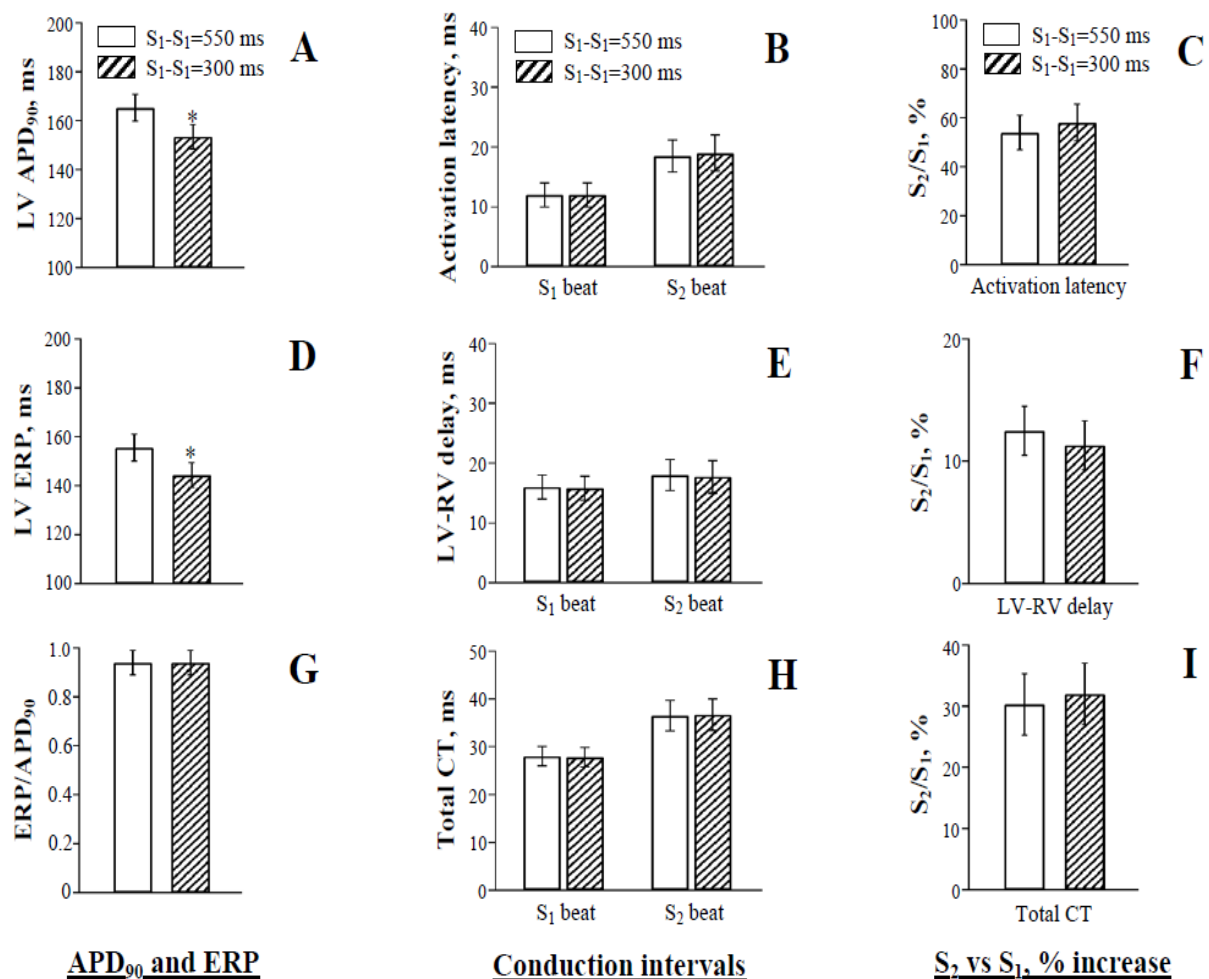 A
LV APD₉₀, ms
200
180
160
140
120
100
S₁-S₁=550 ms
S₁-S₁=300 ms
*
B
Activation latency, ms
40
30
20
10
0
S₁-S₁=550 ms
S₁-S₁=300 ms
S₁ beat S₂ beat
C
S₂/S₁, %
100
80
60
40
20
0
S₁-S₁=550 ms
S₁-S₁=300 ms
Activation latency
D
LV ERP, ms
200
180
160
140
120
100
*
E
LV-RV delay, ms
40
30
20
10
0
S₁ beat S₂ beat
F
S₂/S₁, %
20
10
0
LV-RV delay
G
ERP/APD₉₀
1.0
0.8
0.6
0.4
0.2
0
H
Total CT, ms
50
40
30
20
10
0
S₁ beat S₂ beat
I
S₂/S₁, %
40
30
20
10
0
Total CT
APD₉₀ and ERP
Conduction intervals
S₂ vs S₁, % increase